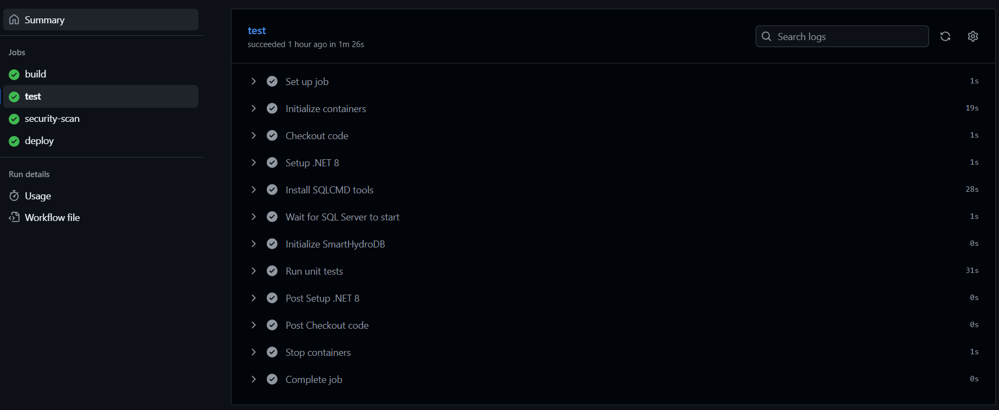 Summary
Jobs
build
test
security-scan
deploy
Run details
Usage
Workflow file
test
succeeded 1 hour ago in 1m 26s
Search logs
Set up job 1s
Initialize containers 19s
Checkout code 1s
Setup .NET 8 1s
Install SQLCMD tools 28s
Wait for SQL Server to start 1s
Initialize SmartHydroDB 0s
Run unit tests 31s
Post Setup .NET 8 0s
Post Checkout code 0s
Stop containers 1s
Complete job 0s